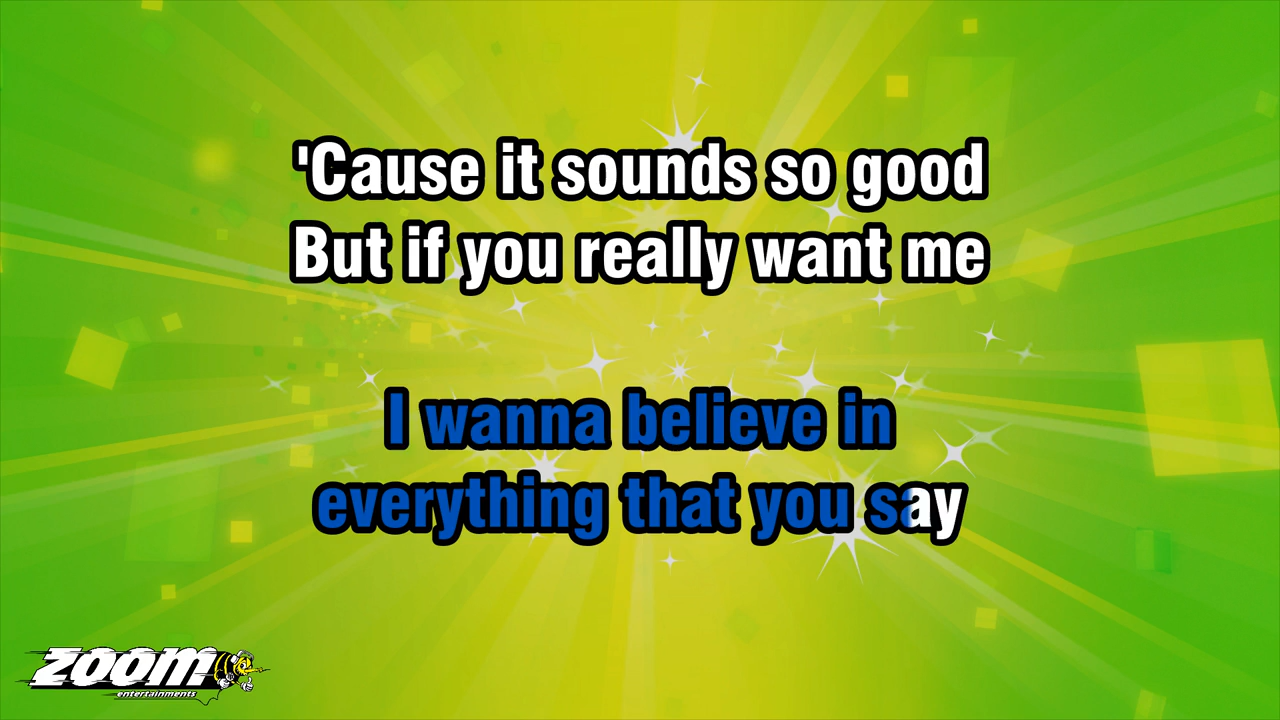 'Cause it sounds so good
But if you really want me
I wanna believe in
everything that you say
zoom
entertainments